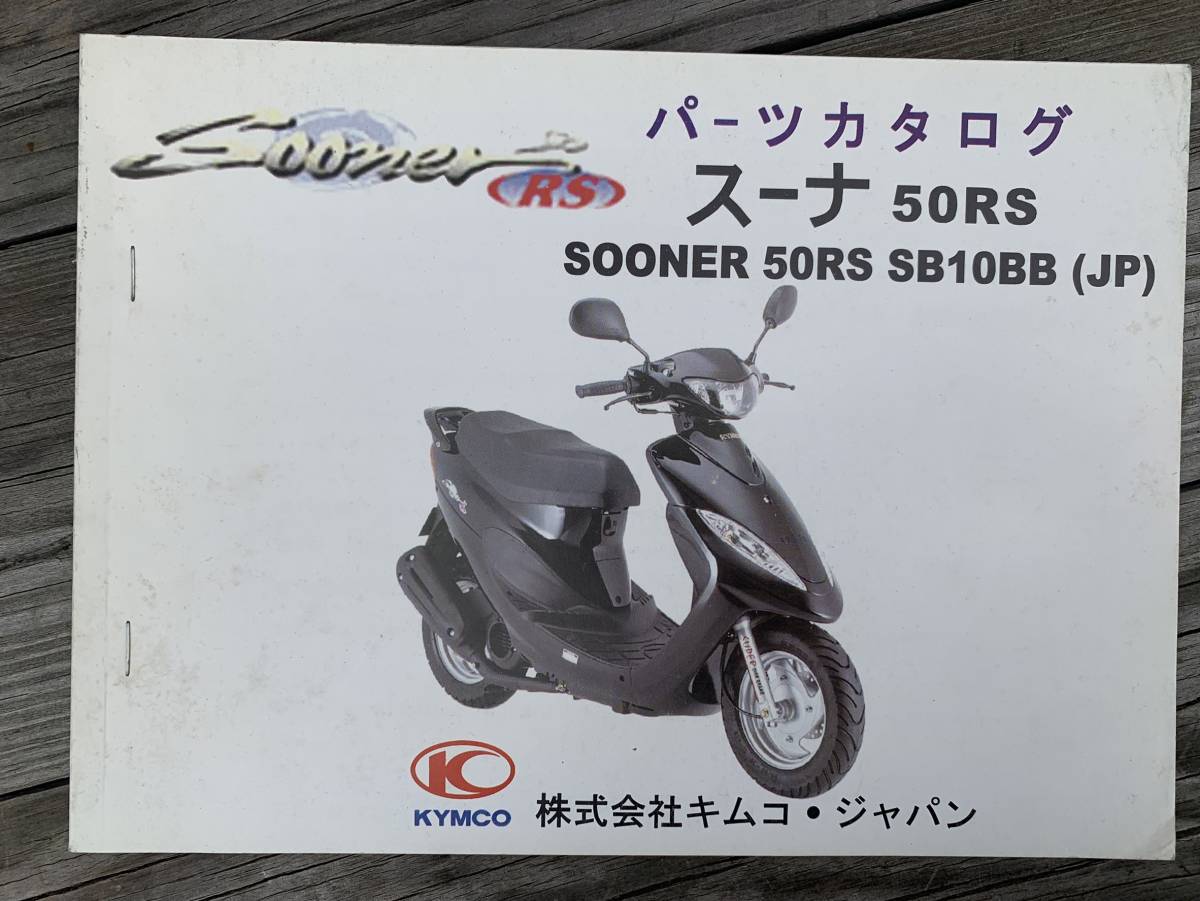 Sooner
RS
パーツカタログ
スーナ 50RS
SOONER 50RS SB10BB (JP)
KYMCO
株式会社キムコ・ジャパン